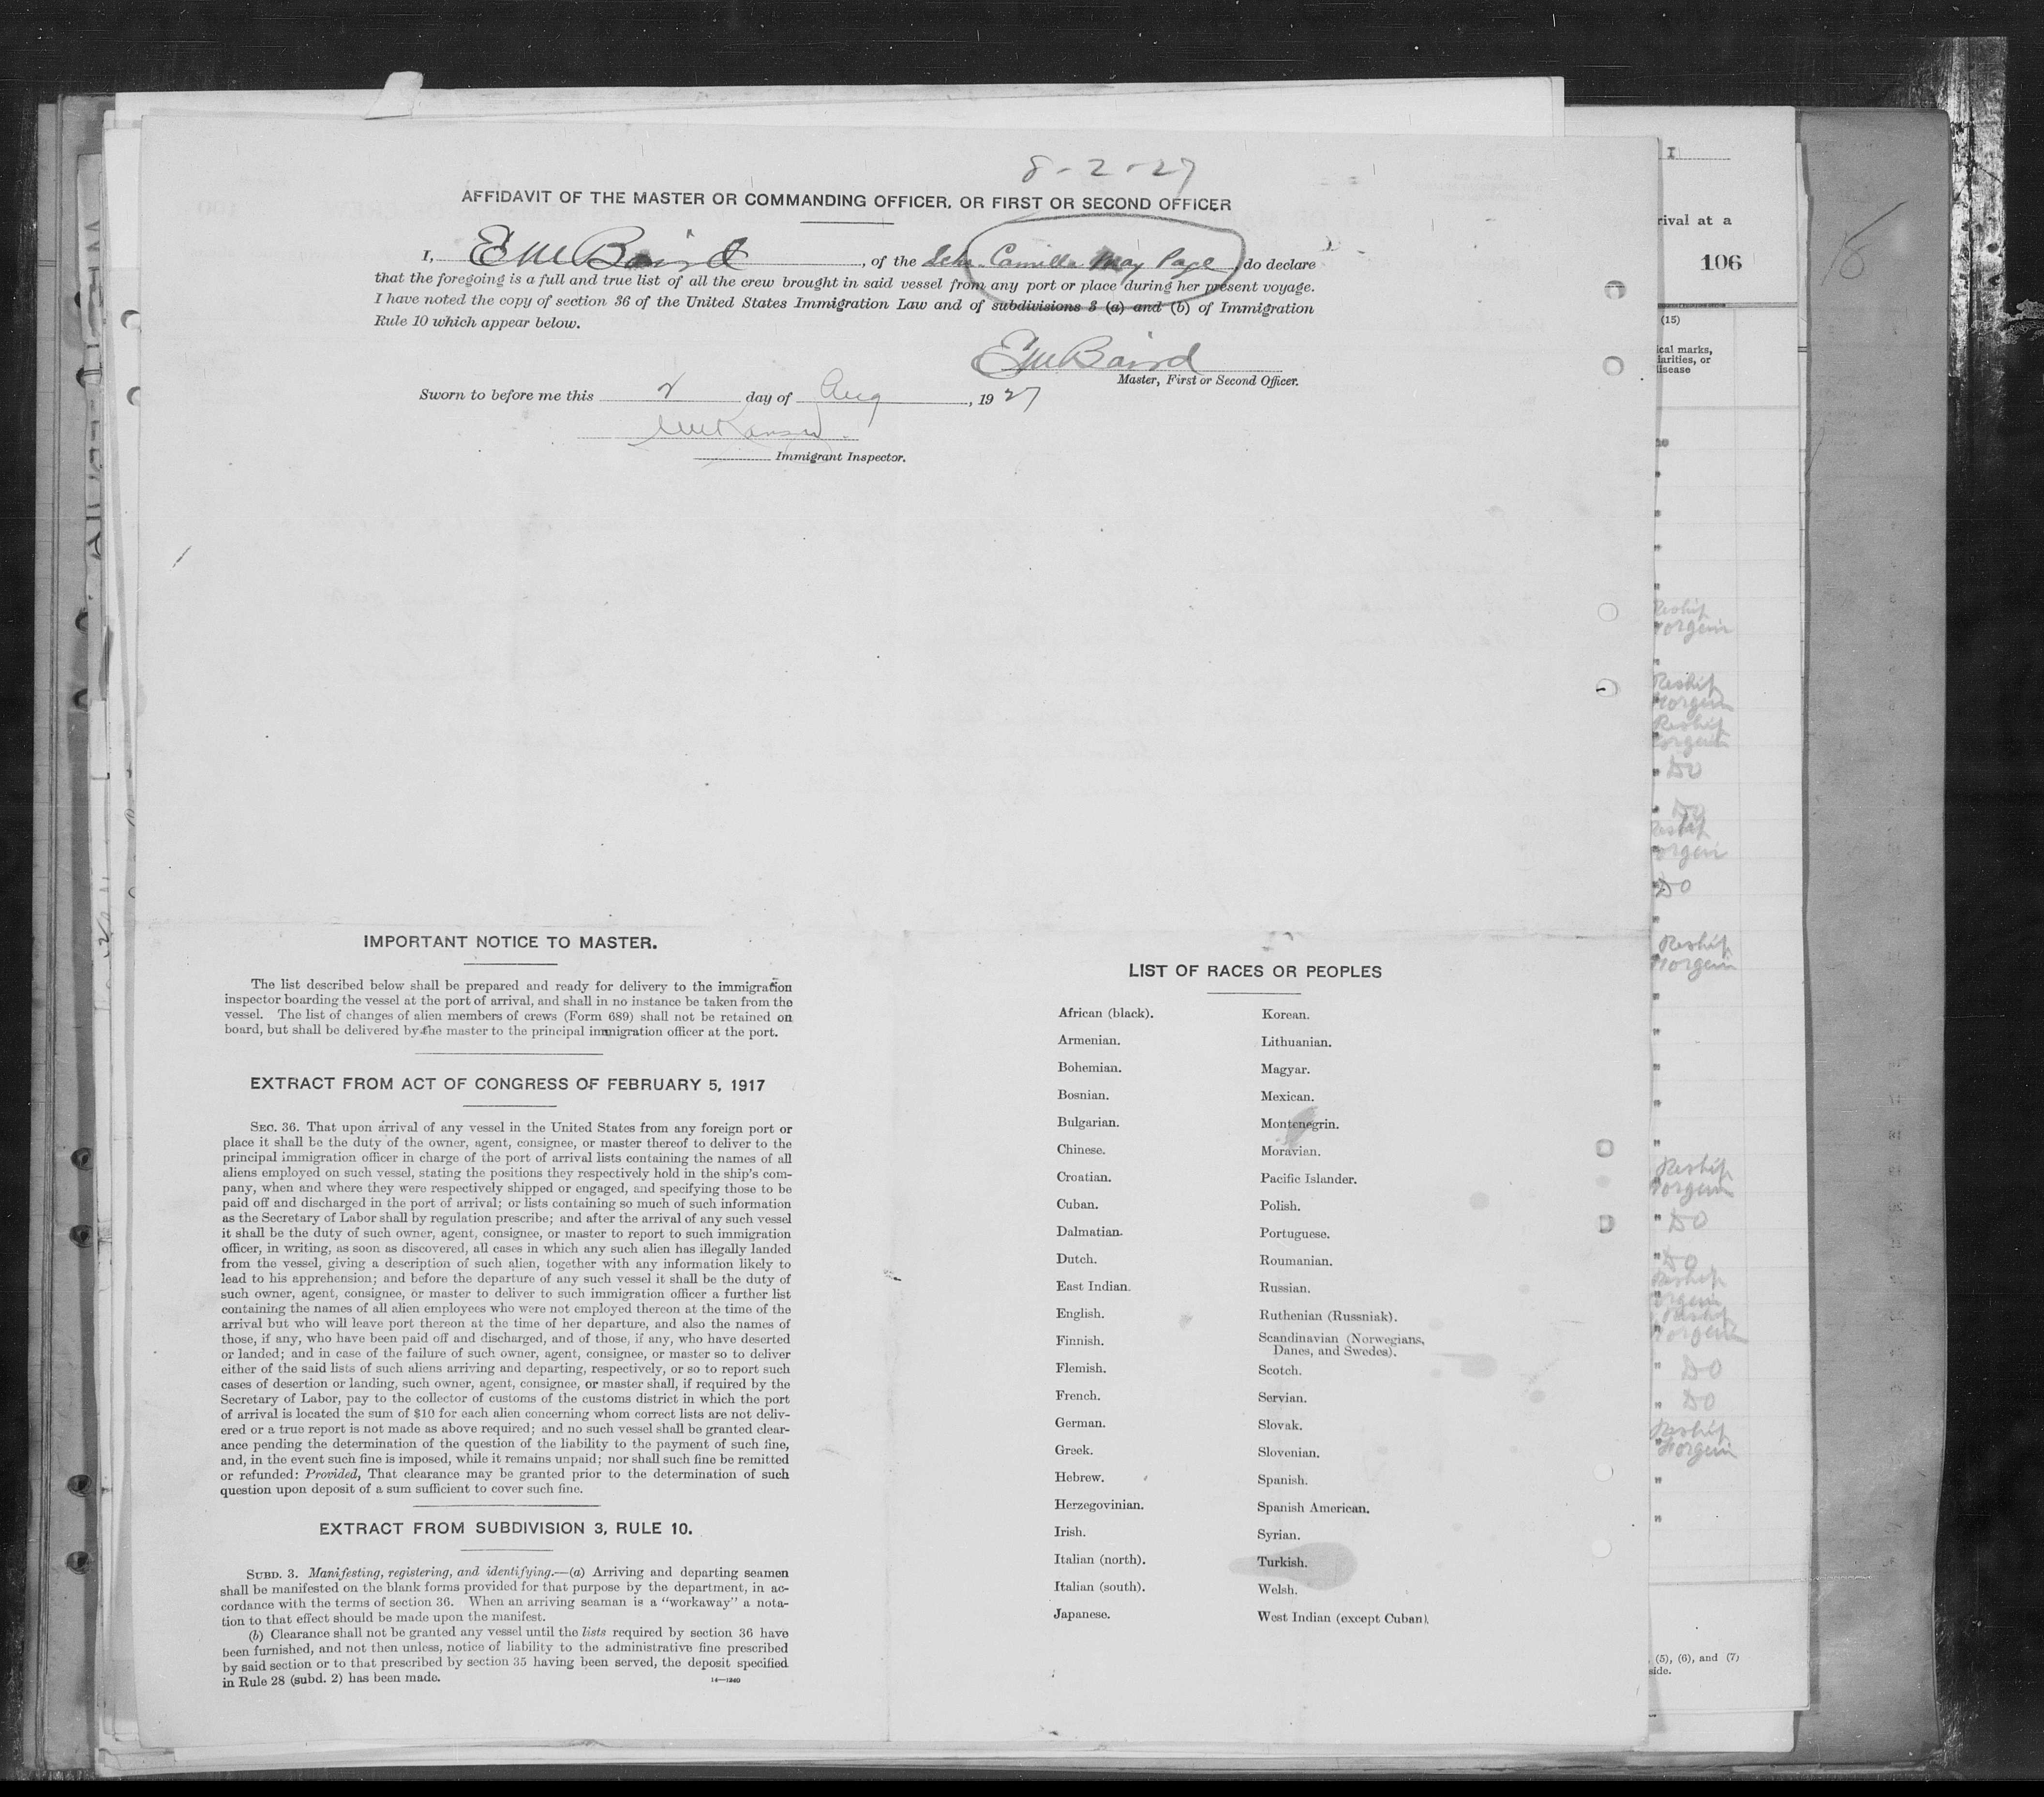 8-2-27
AFFIDAVIT OF THE MASTER OR COMMANDING OFFICER, OR FIRST OR SECOND OFFICER
I, E M Baird, of the Schr. Camilla May Page, do declare
that the foregoing is a full and true list of all the crew brought in said vessel from any port or place during her present voyage.
I have noted the copy of section 36 of the United States Immigration Law and of subdivisions 3 (a) and (b) of Immigration
Rule 10 which appear below.
E M Baird
Master, First or Second Officer.
Sworn to before me this 2 day of Aug, 1927
Immigrant Inspector.
IMPORTANT NOTICE TO MASTER.
The list described below shall be prepared and ready for delivery to the immigration
inspector boarding the vessel at the port of arrival, and shall in no instance be taken from the
vessel. The list of changes of alien members of crews (Form 689) shall not be retained on
board, but shall be delivered by the master to the principal immigration officer at the port.
EXTRACT FROM ACT OF CONGRESS OF FEBRUARY 5, 1917
SEC. 36. That upon arrival of any vessel in the United States from any foreign port or
place it shall be the duty of the owner, agent, consignee, or master thereof to deliver to the
principal immigration officer in charge of the port of arrival lists containing the names of all
aliens employed on such vessel, stating the positions they respectively hold in the ship's com-
pany, when and where they were respectively shipped or engaged, and specifying those to be
paid off and discharged in the port of arrival; or lists containing so much of such information
as the Secretary of Labor shall by regulation prescribe; and after the arrival of any such vessel
it shall be the duty of such owner, agent, consignee, or master to report to such immigration
officer, in writing, as soon as discovered, all cases in which any such alien has illegally landed
from the vessel, giving a description of such alien, together with any information likely to
lead to his apprehension; and before the departure of any such vessel it shall be the duty of
such owner, agent, consignee, or master to deliver to such immigration officer a further list
containing the names of all alien employees who were not employed thereon at the time of the
arrival but who will leave port thereon at the time of her departure, and also the names of
those, if any, who have been paid off and discharged, and of those, if any, who have deserted
or landed; and in case of the failure of such owner, agent, consignee, or master so to deliver
either of the said lists of such aliens arriving and departing, respectively, or so to report such
cases of desertion or landing, such owner, agent, consignee, or master shall, if required by the
Secretary of Labor, pay to the collector of customs of the customs district in which the port
of arrival is located the sum of $10 for each alien concerning whom correct lists are not deliv-
ered or a true report is not made as above required; and no such vessel shall be granted clear-
ance pending the determination of the question of the liability to the payment of such fine,
and, in the event such fine is imposed, while it remains unpaid; nor shall such fine be remitted
or refunded: Provided, That clearance may be granted prior to the determination of such
question upon deposit of a sum sufficient to cover such fine.
EXTRACT FROM SUBDIVISION 3, RULE 10.
SUBD. 3. Manifesting, registering, and identifying.—(a) Arriving and departing seamen
shall be manifested on the blank forms provided for that purpose by the department, in ac-
cordance with the terms of section 36. When an arriving seaman is a "workaway" a nota-
tion to that effect should be made upon the manifest.
(b) Clearance shall not be granted any vessel until the lists required by section 36 have
been furnished, and not then unless, notice of liability to the administrative fine prescribed
by said section or to that prescribed by section 35 having been served, the deposit specified
in Rule 28 (subd. 2) has been made.
14—1240
LIST OF RACES OR PEOPLES
African (black).
Armenian.
Bohemian.
Bosnian.
Bulgarian.
Chinese.
Croatian.
Cuban.
Dalmatian.
Dutch.
East Indian.
English.
Finnish.
Flemish.
French.
German.
Greek.
Hebrew.
Herzegovinian.
Irish.
Italian (north).
Italian (south).
Japanese.
Korean.
Lithuanian.
Magyar.
Mexican.
Montenegrin.
Moravian.
Pacific Islander.
Polish.
Portuguese.
Roumanian.
Russian.
Ruthenian (Russniak).
Scandinavian (Norwegians,
Danes, and Swedes).
Scotch.
Servian.
Slovak.
Slovenian.
Spanish.
Spanish American.
Syrian.
Turkish.
Welsh.
West Indian (except Cuban).
I
rival at a
106
(15)
ical marks,
larities, or
disease
Reship
Reship
Reship
DO
DO
Reship
DO
Reship
Reship
DO
DO
Reship
Reship
DO
DO
Reship
(5), (6), and (7)
side.
18